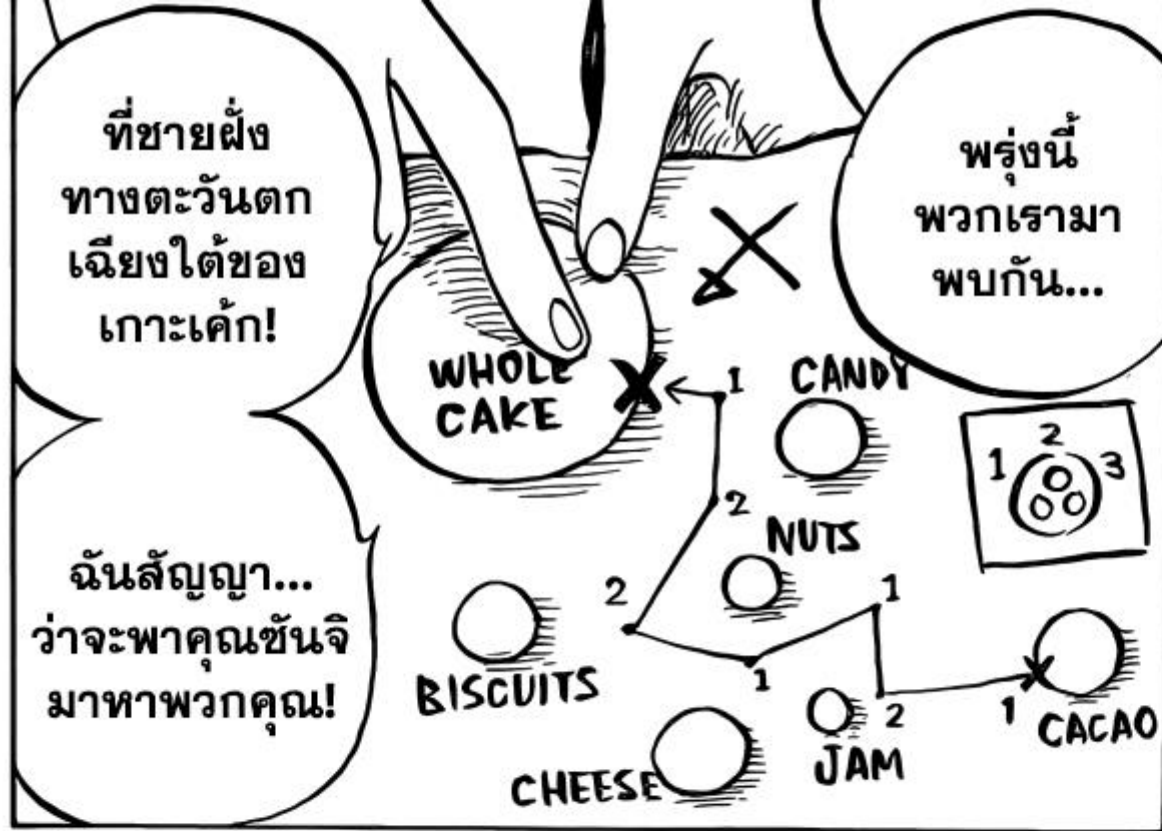 พรุ่งนี้
พวกเรามา
พบกัน...
ที่ชายฝั่ง
ทางตะวันตก
เฉียงใต้ของ
เกาะเค้ก!
ฉันสัญญา...
ว่าจะพาคุณซันจิ
มาหาพวกคุณ!
WHOLE
CAKE
1
CANDY
2
1
3
2
NUTS
2
1
BISCUITS
1
2
1
CACAO
JAM
CHEESE